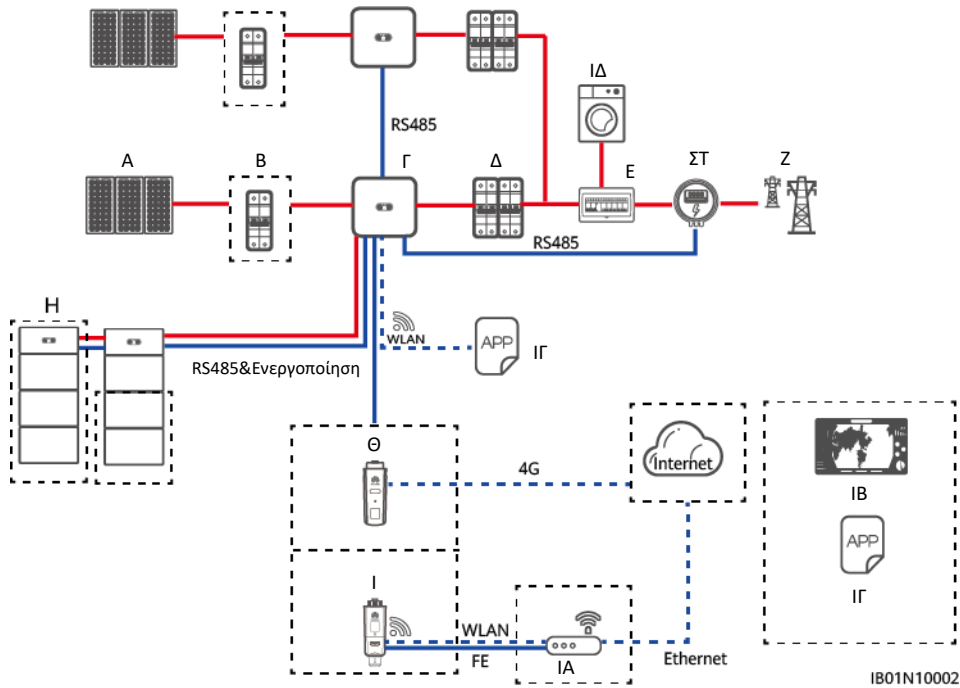 RS485
ΙΔ
Α
Β
Γ
Δ
Ε
ΣΤ
Ζ
RS485
Η
WLAN
APP
ΙΓ
RS485&Ενεργοποίηση
Θ
4G
Internet
ΙΒ
APP
ΙΓ
Ι
WLAN
FE
ΙΑ
Ethernet
IB01N10002